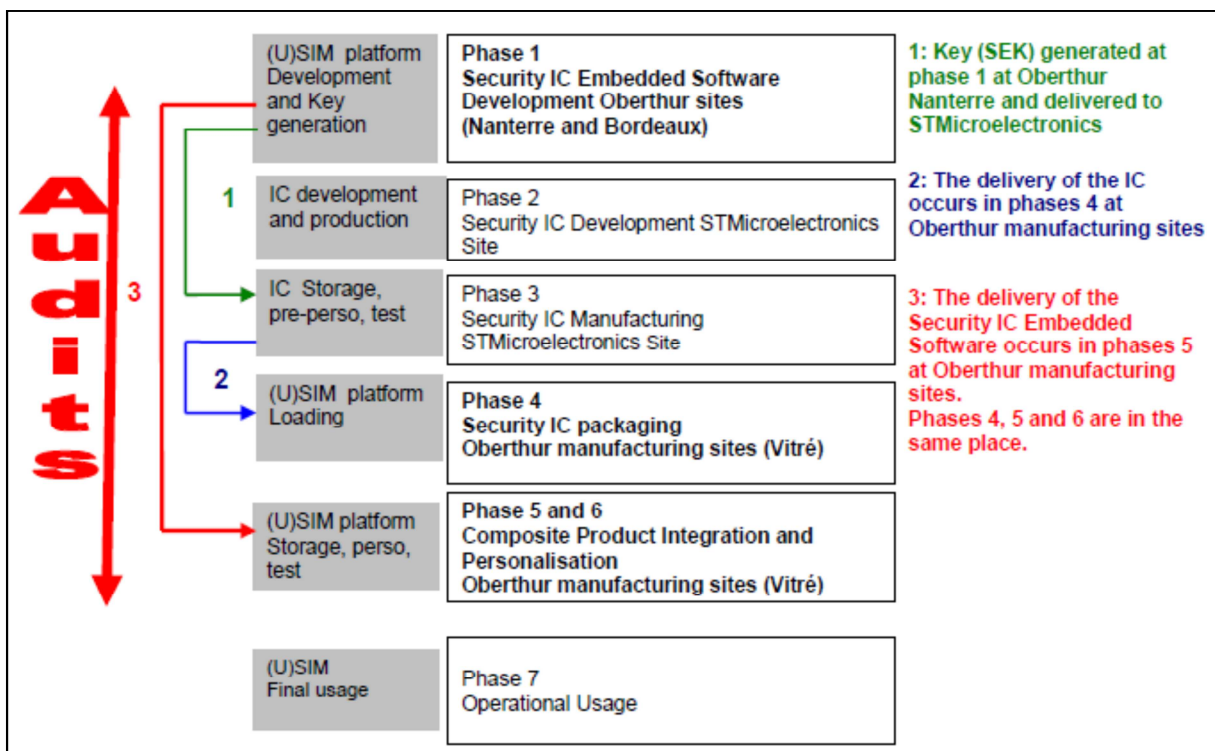 Audits
(U)SIM platform
Development
and Key
generation
Phase 1
Security IC Embedded Software
Development Oberthur sites
(Nanterre and Bordeaux)
1: Key (SEK) generated at
phase 1 at Oberthur
Nanterre and delivered to
STMicroelectronics
1
IC development
and production
Phase 2
Security IC Development STMicroelectronics
Site
2: The delivery of the IC
occurs in phases 4 at
Oberthur manufacturing sites
3
IC Storage,
pre-perso, test
Phase 3
Security IC Manufacturing
STMicroelectronics Site
3: The delivery of the
Security IC Embedded
Software occurs in phases 5
at Oberthur manufacturing
sites.
Phases 4, 5 and 6 are in the
same place.
2
(U)SIM platform
Loading
Phase 4
Security IC packaging
Oberthur manufacturing sites (Vitré)
(U)SIM platform
Storage, perso,
test
Phase 5 and 6
Composite Product Integration and
Personalisation
Oberthur manufacturing sites (Vitré)
(U)SIM
Final usage
Phase 7
Operational Usage